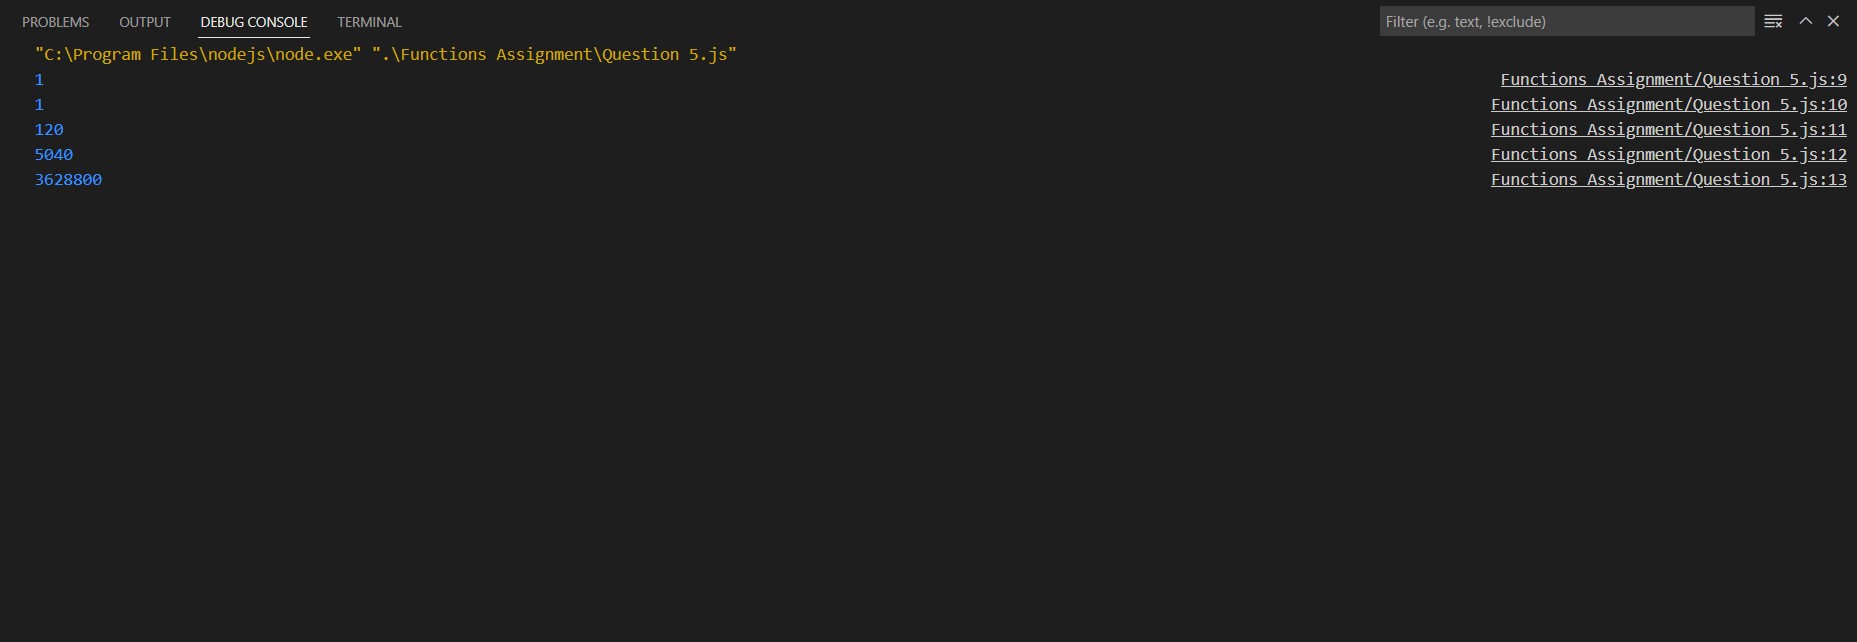 PROBLEMS OUTPUT DEBUG CONSOLE TERMINAL Filter (e.g. text, !exclude)
"C:\Program Files\nodejs\node.exe" ".\Functions Assignment\Question 5.js"
1 Functions Assignment/Question 5.js:9
1 Functions Assignment/Question 5.js:10
120 Functions Assignment/Question 5.js:11
5040 Functions Assignment/Question 5.js:12
3628800 Functions Assignment/Question 5.js:13